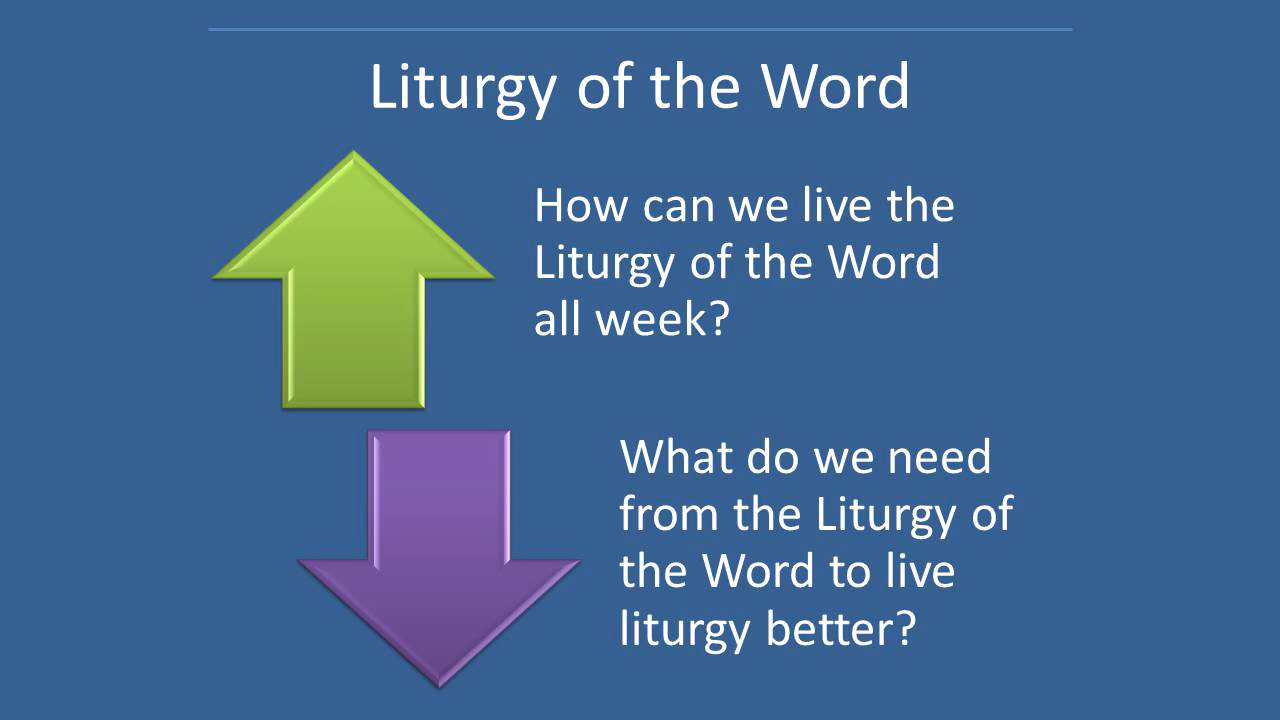 Liturgy of the Word
How can we live the
Liturgy of the Word
all week?
What do we need
from the Liturgy of
the Word to live
liturgy better?